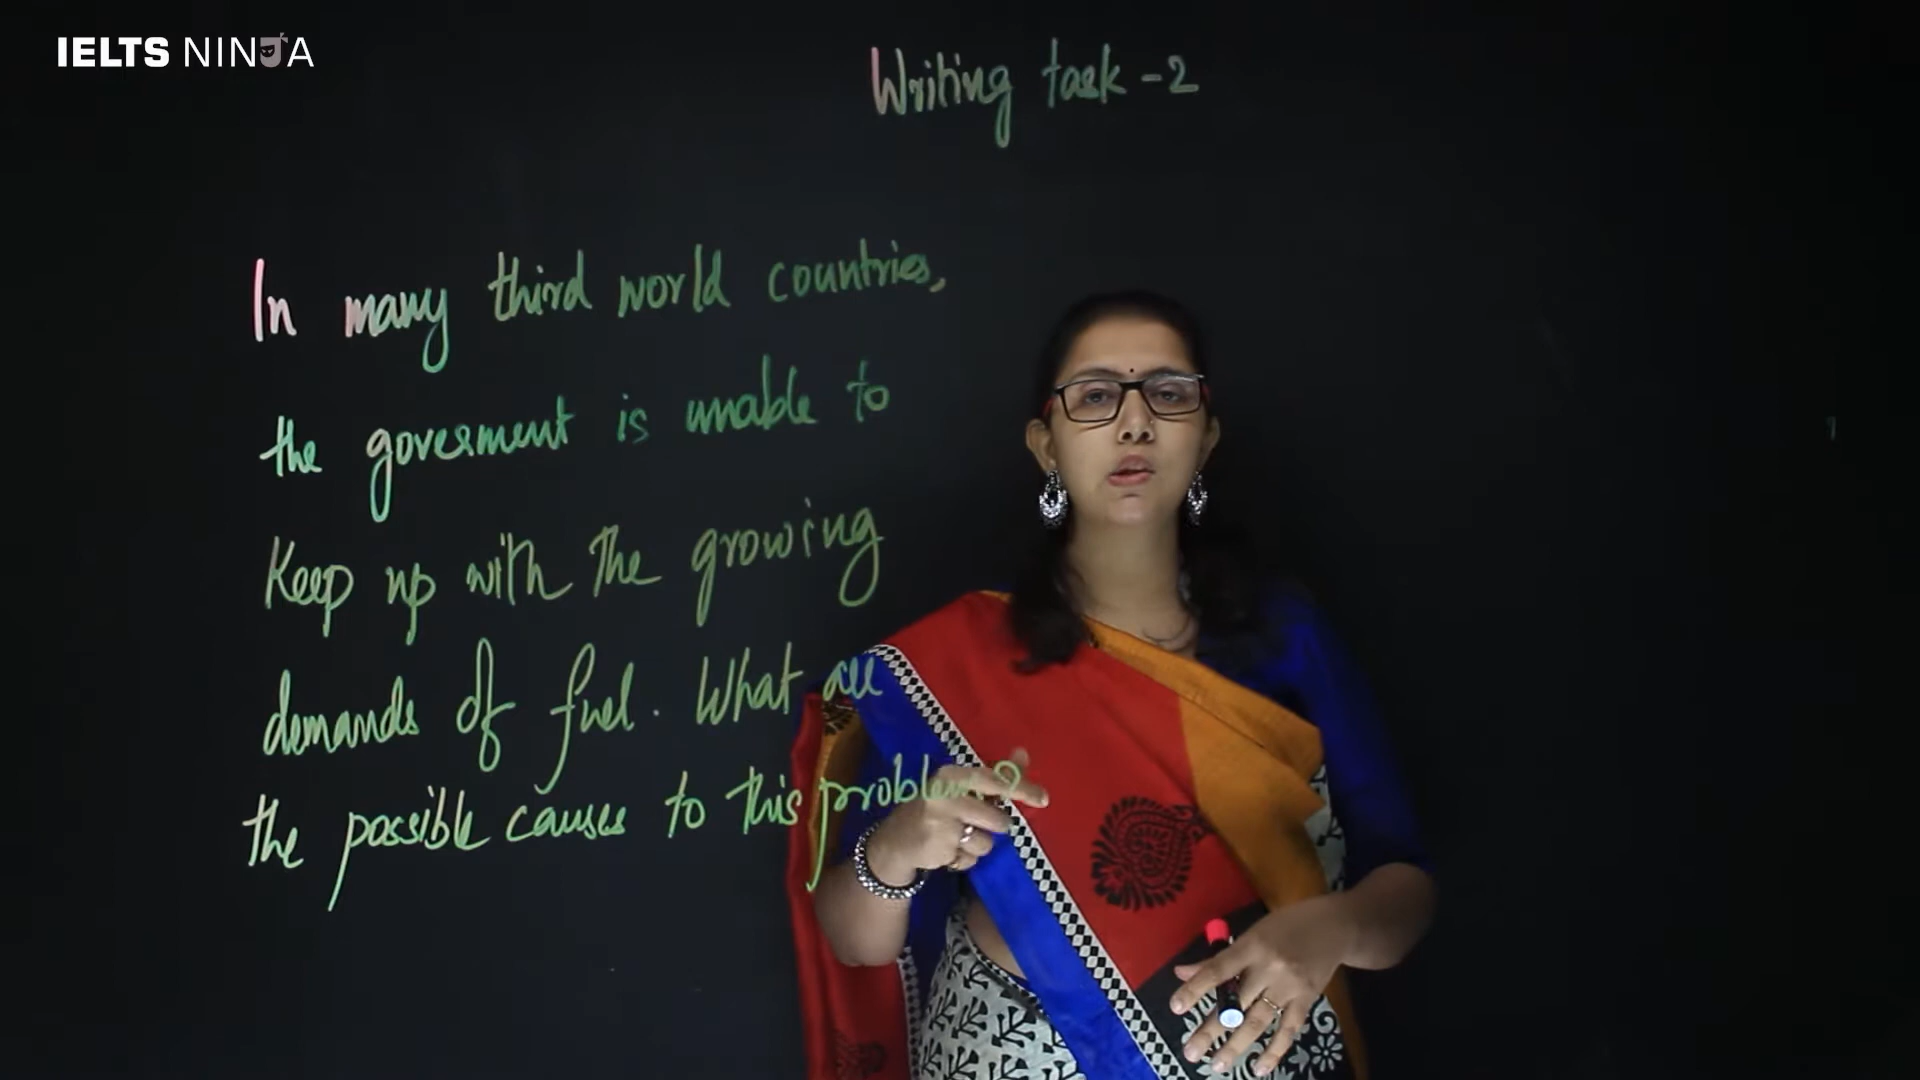 IELTS NINJA
Writing task -2
In many third world countries,
the government is unable to
Keep up with the growing
demands of fuel. What are
the possible causes to this problem?